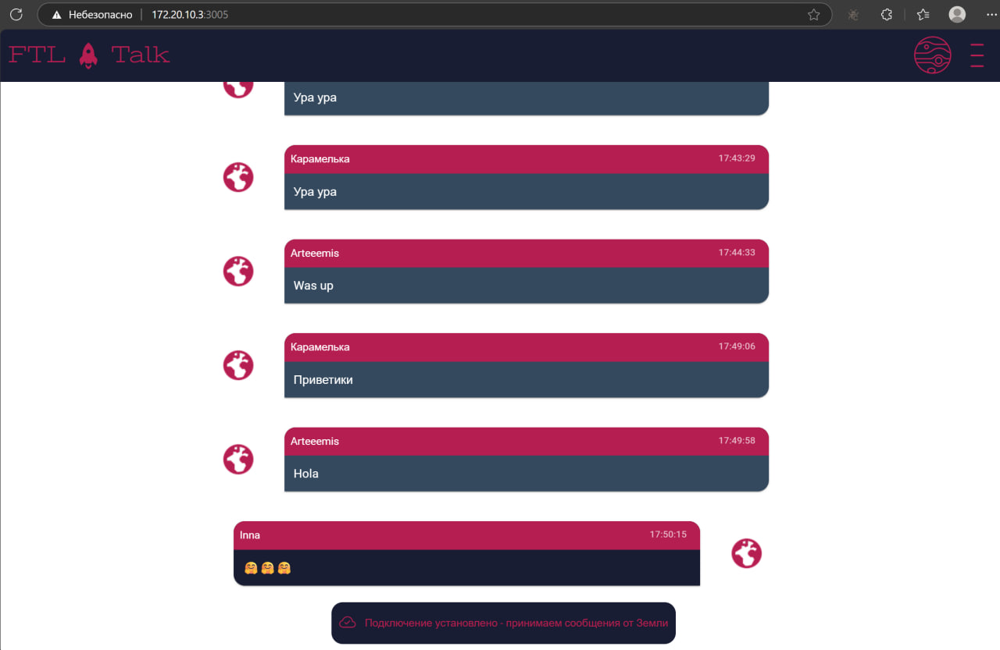 Небезопасно 172.20.10.3:3005
FTL Talk
Ура ура
Карамелька 17:43:29
Ура ура
Arteeemis 17:44:33
Was up
Карамелька 17:49:06
Приветики
Arteeemis 17:49:58
Hola
Inna 17:50:15
🤗🤗🤗
Подключение установлено - принимаем сообщения от Земли